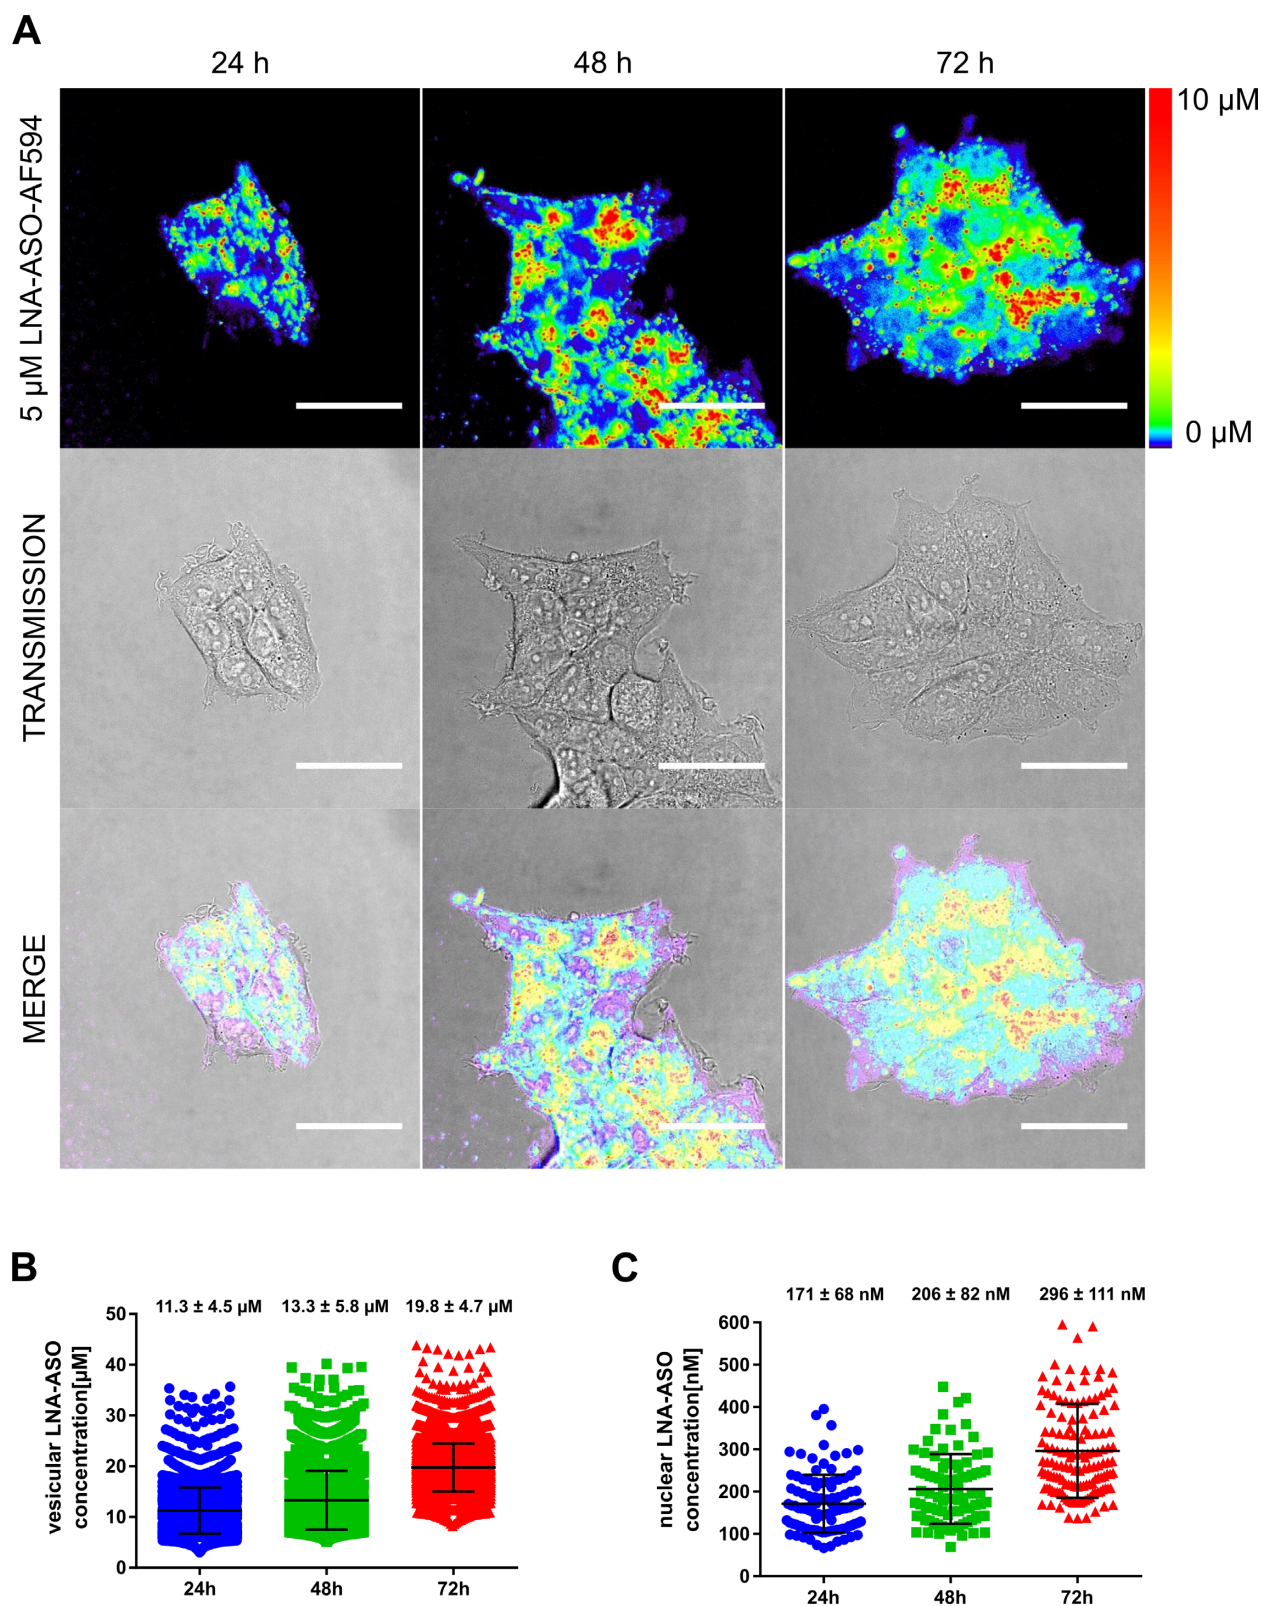 A
24 h
48 h
72 h
5 µM LNA-ASO-AF594
10 µM
0 µM
TRANSMISSION
MERGE
B
11.3 ± 4.5 µM
13.3 ± 5.8 µM
19.8 ± 4.7 µM
vesicular LNA-ASO
concentration[µM]
50
40
30
20
10
0
24h
48h
72h
C
171 ± 68 nM
206 ± 82 nM
296 ± 111 nM
nuclear LNA-ASO
concentration[nM]
600
500
400
300
200
100
0
24h
48h
72h